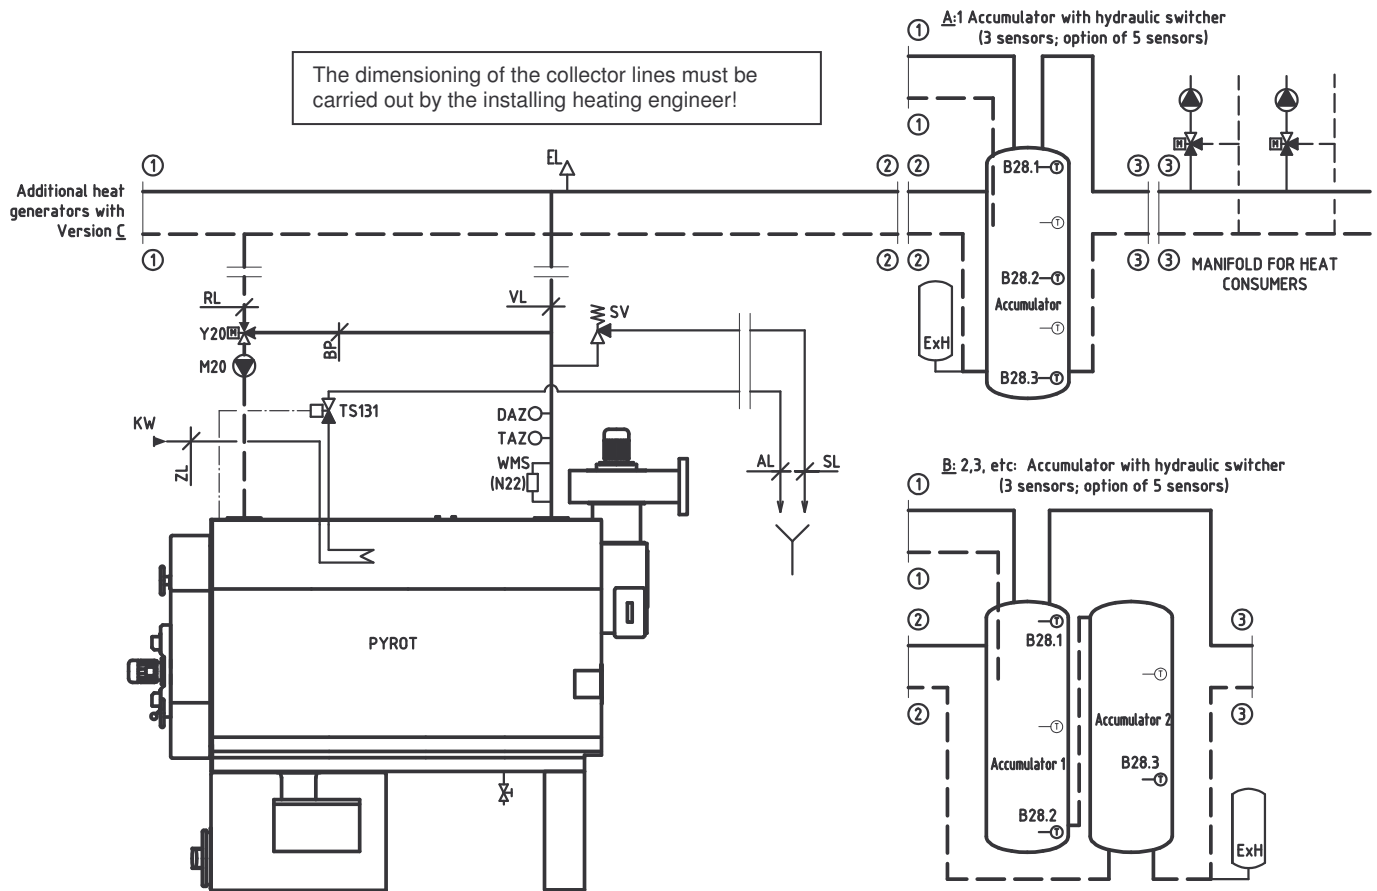 The dimensioning of the collector lines must be
carried out by the installing heating engineer!
A:1 Accumulator with hydraulic switcher
(3 sensors; option of 5 sensors)
1
1
Additional heat
generators with
Version C
1
1
EL
2 2
2 2
B28.1 T
T
B28.2 T
Accumulator
T
B28.3 T
ExH
M
M
3 3
3 3
MANIFOLD FOR HEAT
CONSUMERS
RL
VL
Y20 M
BP
M20
SV
TS131
KW
ZL
DAZ
TAZ
WMS
(N22)
AL
SL
PYROT
B: 2,3, etc: Accumulator with hydraulic switcher
(3 sensors; option of 5 sensors)
1
1
2
2
T
B28.1
T
Accumulator 1
B28.2
T
T
Accumulator 2
B28.3
T
3
3
ExH